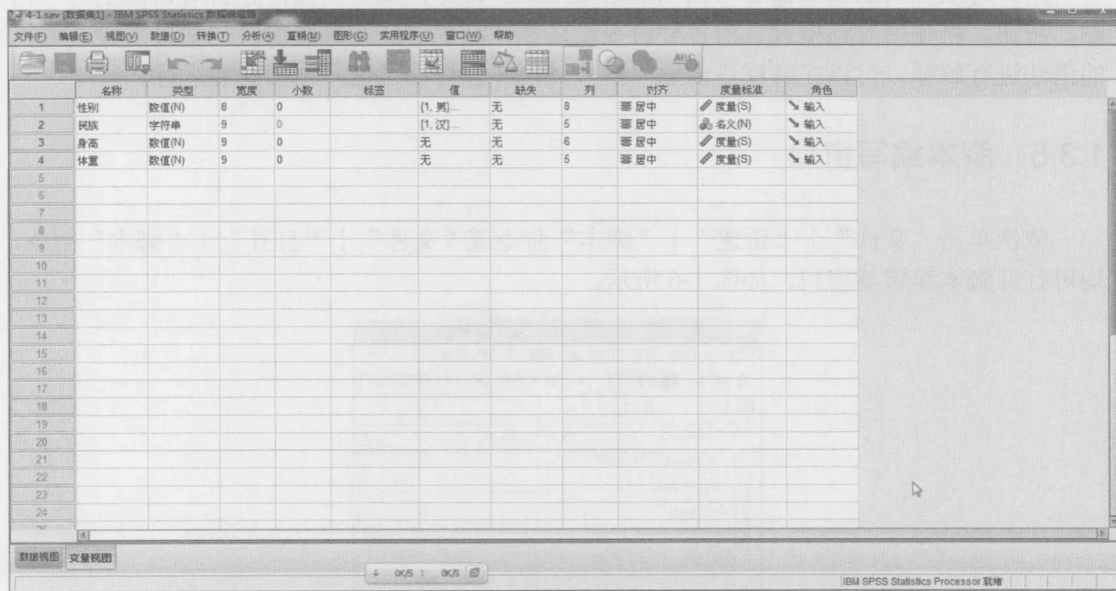 4-1.sav [数据集1] - IBM SPSS Statistics 数据编辑器
文件(F) 编辑(E) 视图(V) 数据(D) 转换(T) 分析(A) 直销(M) 图形(G) 实用程序(U) 窗口(W) 帮助
名称 类型 宽度 小数 标签 值 缺失 列 对齐 度量标准 角色
1 性别 数值(N) 8 0 {1, 男}... 无 8 居中 度量(S) 输入
2 民族 字符串 9 0 {1, 汉}... 无 5 居中 名义(N) 输入
3 身高 数值(N) 9 0 无 无 6 居中 度量(S) 输入
4 体重 数值(N) 9 0 无 无 5 居中 度量(S) 输入
5
6
7
8
9
10
11
12
13
14
15
16
17
18
19
20
21
22
23
24
数据视图 变量视图
0K/S 0K/S
IBM SPSS Statistics Processor 就绪